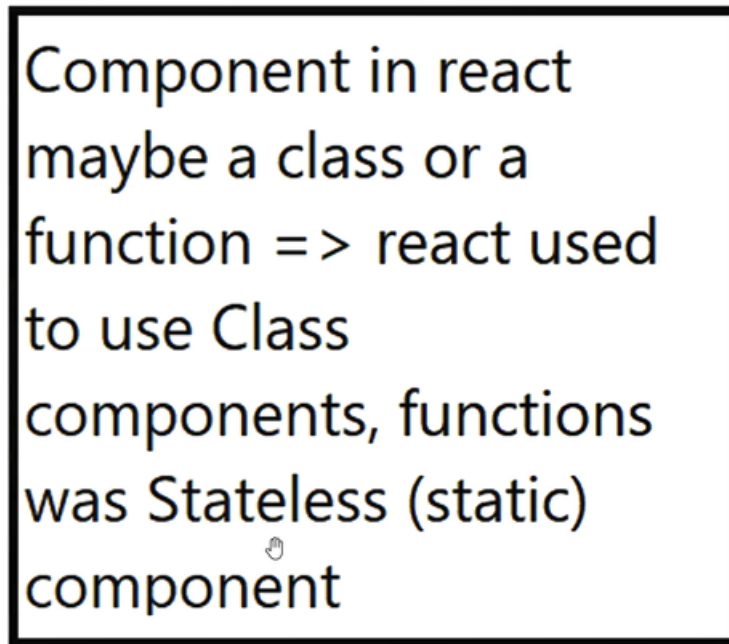 Component in react
maybe a class or a
function => react used
to use Class
components, functions
was Stateless (static)
component